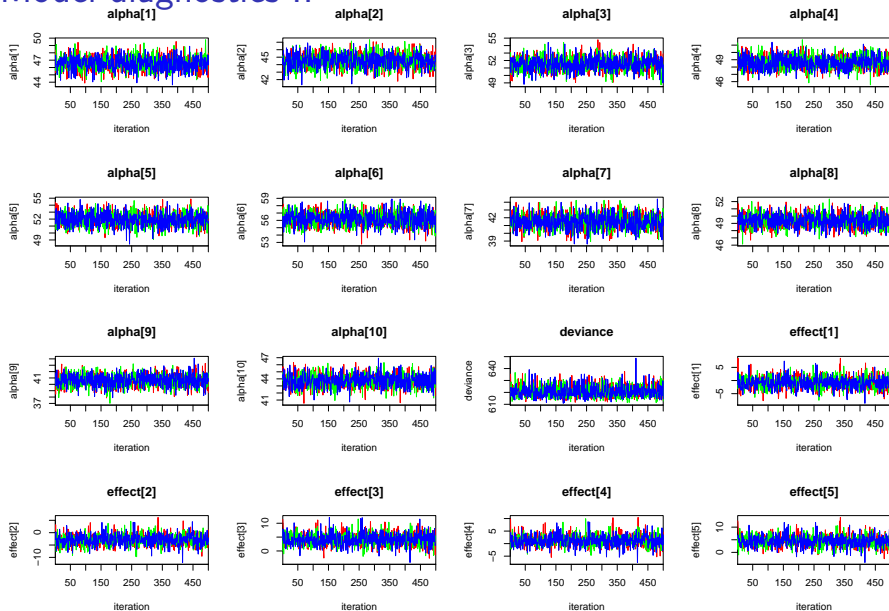 Model diagnostics
alpha[1] alpha[2] alpha[3] alpha[4]
alpha[1] 44 47 50 alpha[2] 42 45 alpha[3] 49 52 55 alpha[4] 46 49
50 150 250 350 450 50 150 250 350 450 50 150 250 350 450 50 150 250 350 450
iteration iteration iteration iteration
alpha[5] alpha[6] alpha[7] alpha[8]
alpha[5] 49 52 55 alpha[6] 53 56 59 alpha[7] 39 42 alpha[8] 46 49 52
50 150 250 350 450 50 150 250 350 450 50 150 250 350 450 50 150 250 350 450
iteration iteration iteration iteration
alpha[9] alpha[10] deviance effect[1]
alpha[9] 37 41 alpha[10] 41 44 47 deviance 610 640 effect[1] −5 5
50 150 250 350 450 50 150 250 350 450 50 150 250 350 450 50 150 250 350 450
iteration iteration iteration iteration
effect[2] effect[3] effect[4] effect[5]
effect[2] −10 0 effect[3] 0 10 effect[4] −5 5 effect[5] 0 10
50 150 250 350 450 50 150 250 350 450 50 150 250 350 450 50 150 250 350 450
iteration iteration iteration iteration